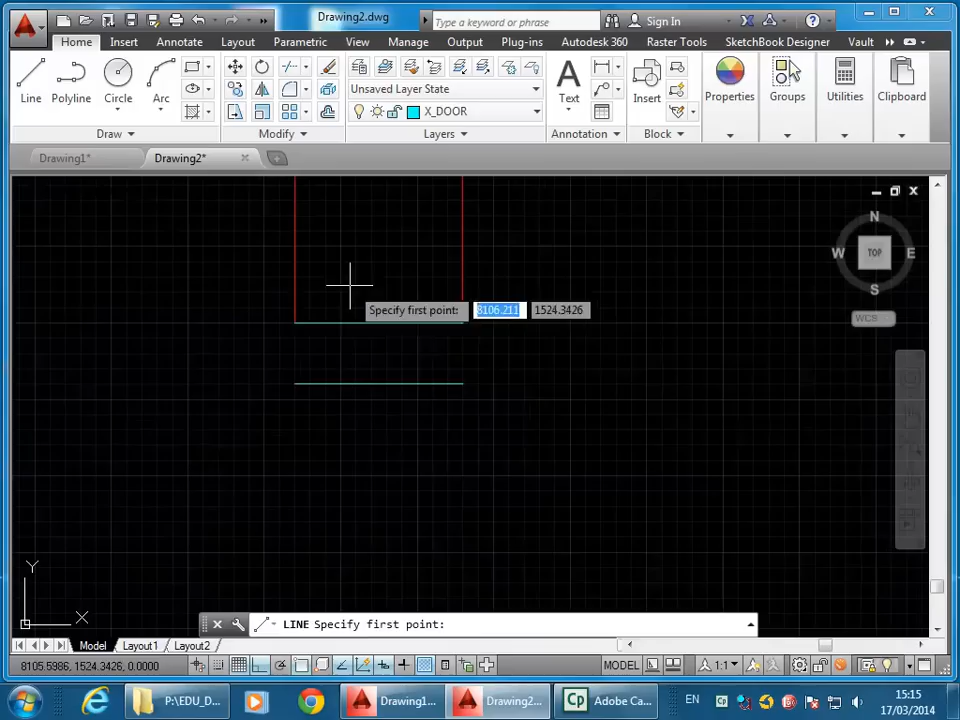 Drawing2.dwg
Type a keyword or phrase
Sign In
Home Insert Annotate Layout Parametric View Manage Output Plug-ins Autodesk 360 Raster Tools SketchBook Designer Vault
Unsaved Layer State
X_DOOR
Line Polyline Circle Arc Text Insert Properties Groups Utilities Clipboard
Draw Modify Layers Annotation Block
Drawing1* Drawing2*
N
W TOP E
S
WCS
Specify first point: 8106.211 1524.3426
Y
X
LINE Specify first point:
Model Layout1 Layout2
8105.5986, 1524.3426, 0.0000 MODEL 1:1
P:\EDU_D... Drawing1... Drawing2... Cp Adobe Ca... EN Cp 15:15
17/03/2014